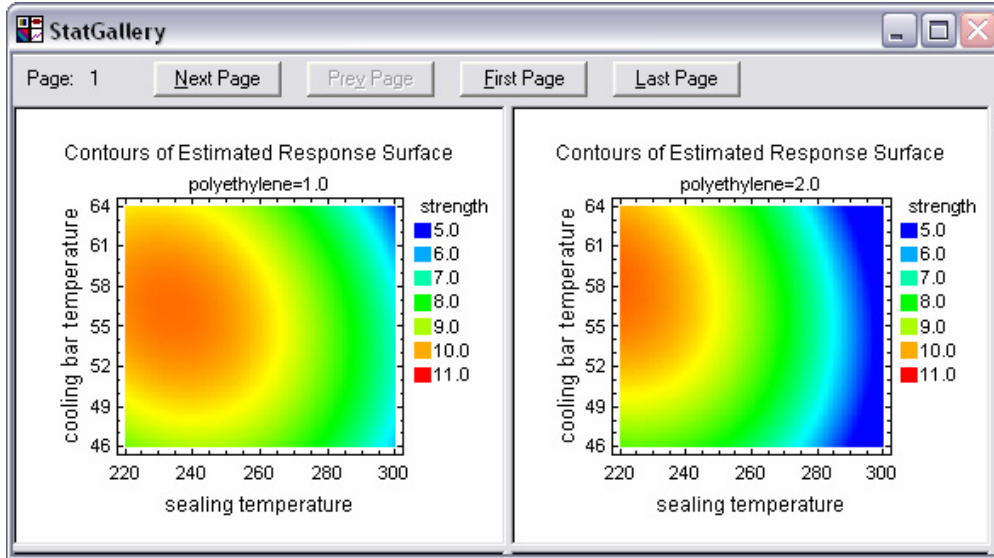 StatGallery
Page: 1 Next Page Prev Page First Page Last Page
Contours of Estimated Response Surface
polyethylene=1.0
strength
5.0
6.0
7.0
8.0
9.0
10.0
11.0
cooling bar temperature
64
61
58
55
52
49
46
220 240 260 280 300
sealing temperature
Contours of Estimated Response Surface
polyethylene=2.0
strength
5.0
6.0
7.0
8.0
9.0
10.0
11.0
cooling bar temperature
64
61
58
55
52
49
46
220 240 260 280 300
sealing temperature